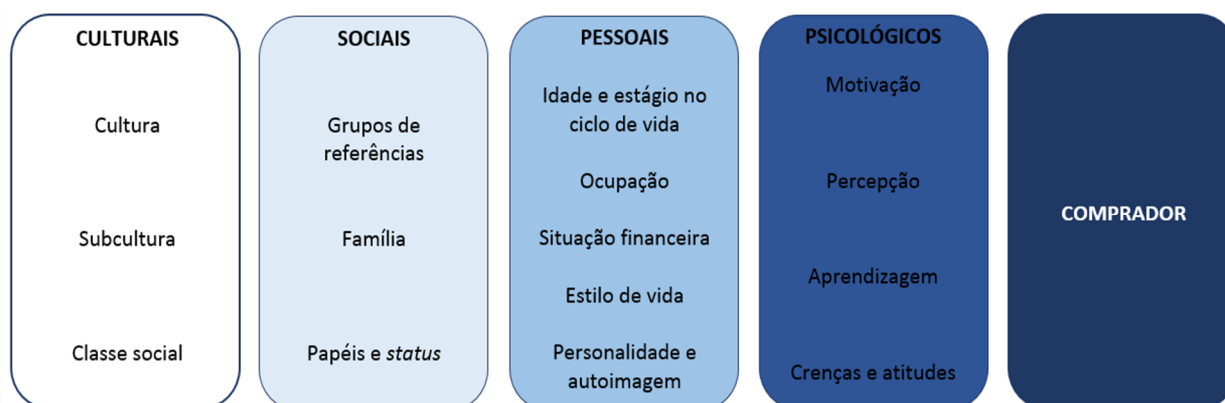 CULTURAIS
Cultura
Subcultura
Classe social
SOCIAIS
Grupos de
referências
Família
Papéis e status
PESSOAIS
Idade e estágio no
ciclo de vida
Ocupação
Situação financeira
Estilo de vida
Personalidade e
autoimagem
PSICOLÓGICOS
Motivação
Percepção
Aprendizagem
Crenças e atitudes
COMPRADOR